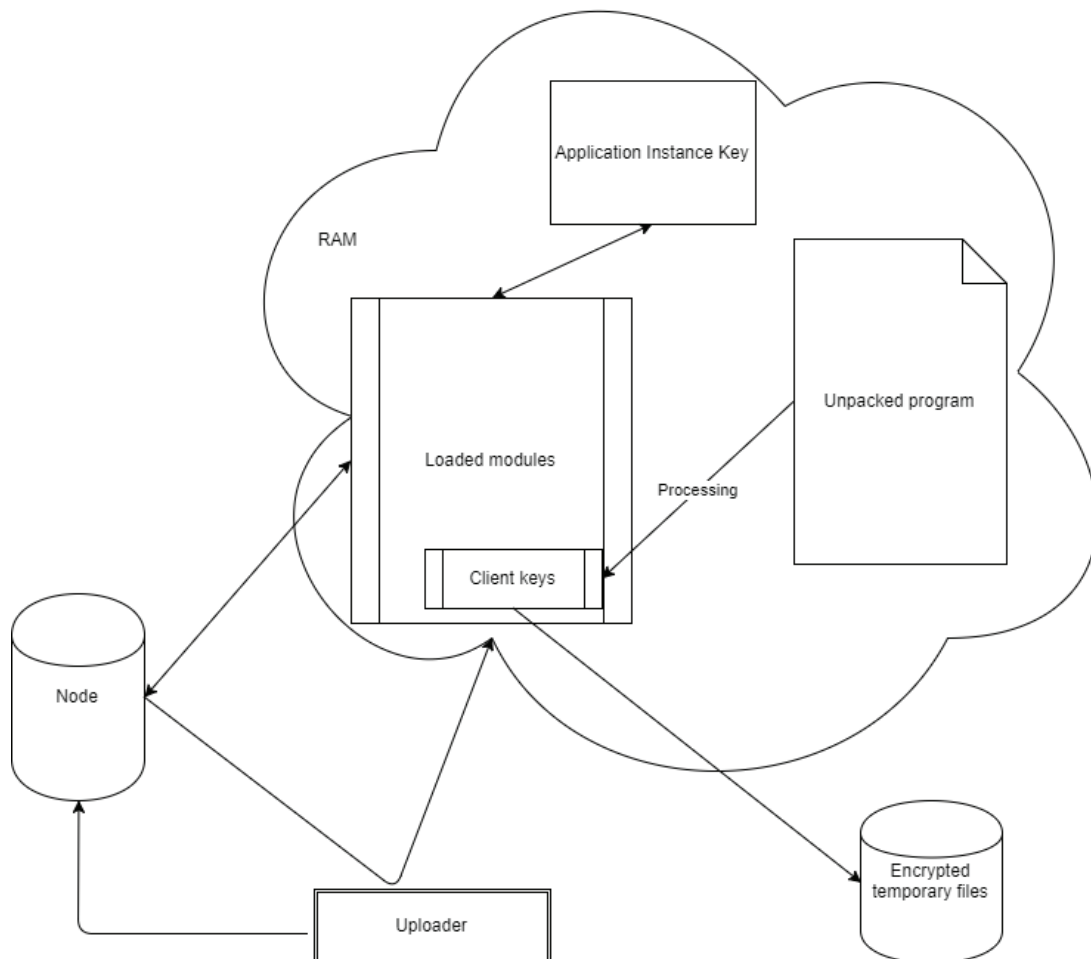 Application Instance Key
RAM
Unpacked program
Loaded modules
Processing
Client keys
Node
Encrypted
temporary files
Uploader